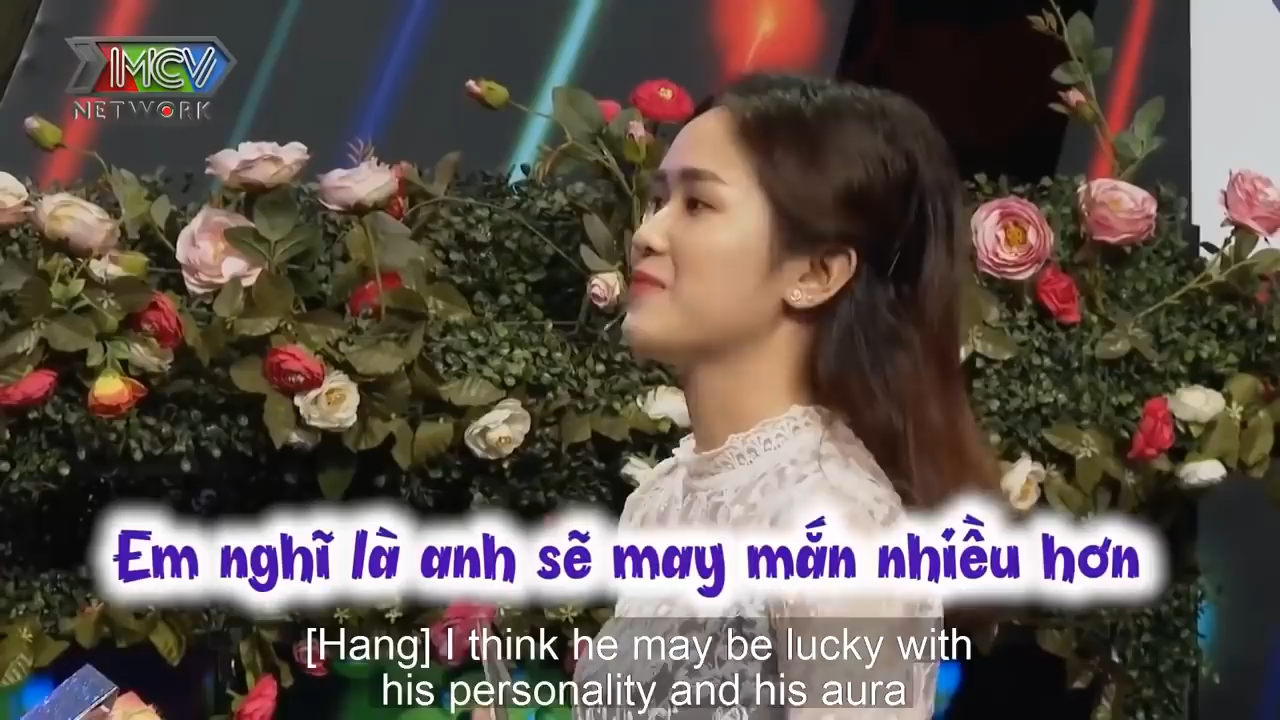 MCV
NETWORK
Em nghĩ là anh sẽ may mắn nhiều hơn
[Hang] I think he may be lucky with
his personality and his aura